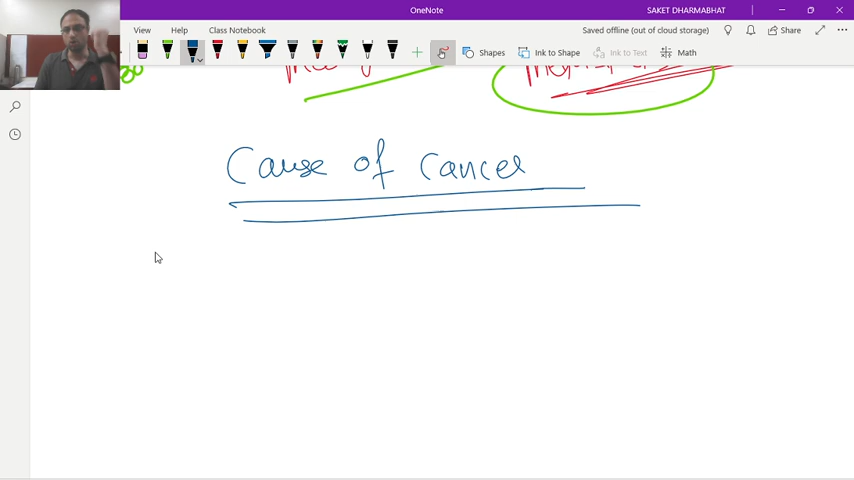 OneNote SAKET DHARMABHAT
View Help Class Notebook Saved offline (out of cloud storage) Share
Shapes Ink to Shape Ink to Text Math
Cause of cancer